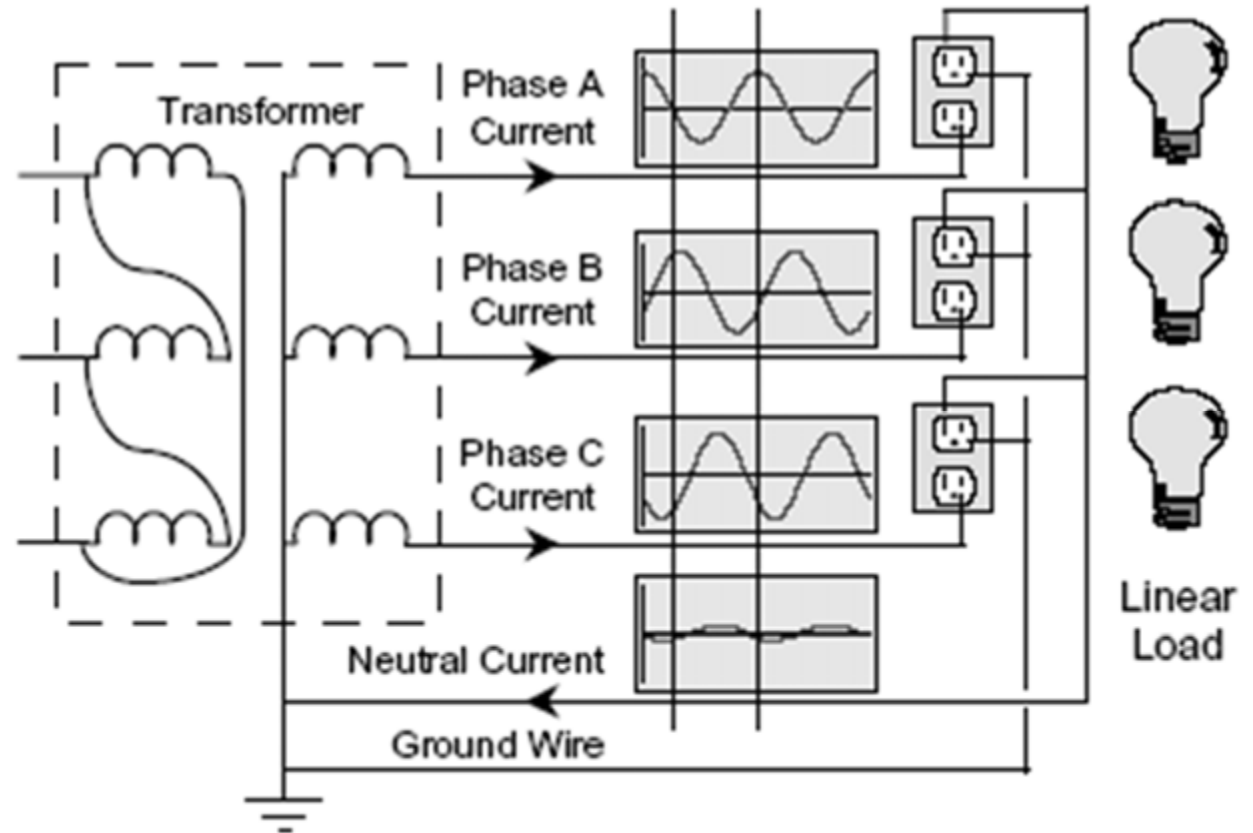 Transformer
Phase A
Current
Phase B
Current
Phase C
Current
Neutral Current
Ground Wire
Linear
Load